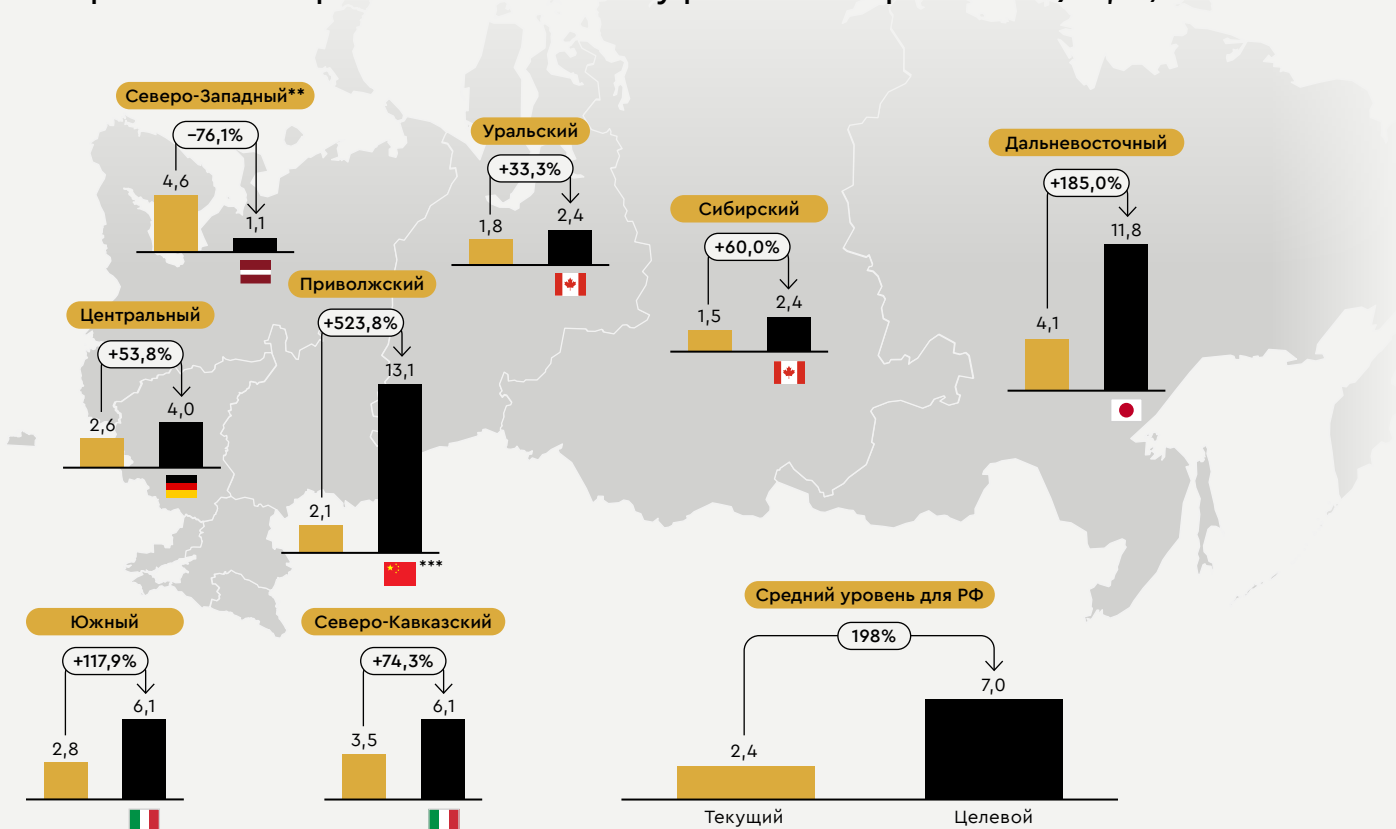 Северо-Западный**
–76,1%
4,6
1,1
Уральский
+33,3%
1,8
2,4
Дальневосточный
+185,0%
4,1
11,8
Сибирский
+60,0%
1,5
2,4
Приволжский
+523,8%
2,1
13,1
***
Центральный
+53,8%
2,6
4,0
Южный
+117,9%
2,8
6,1
Северо-Кавказский
+74,3%
3,5
6,1
Средний уровень для РФ
198%
2,4
7,0
Текущий
Целевой